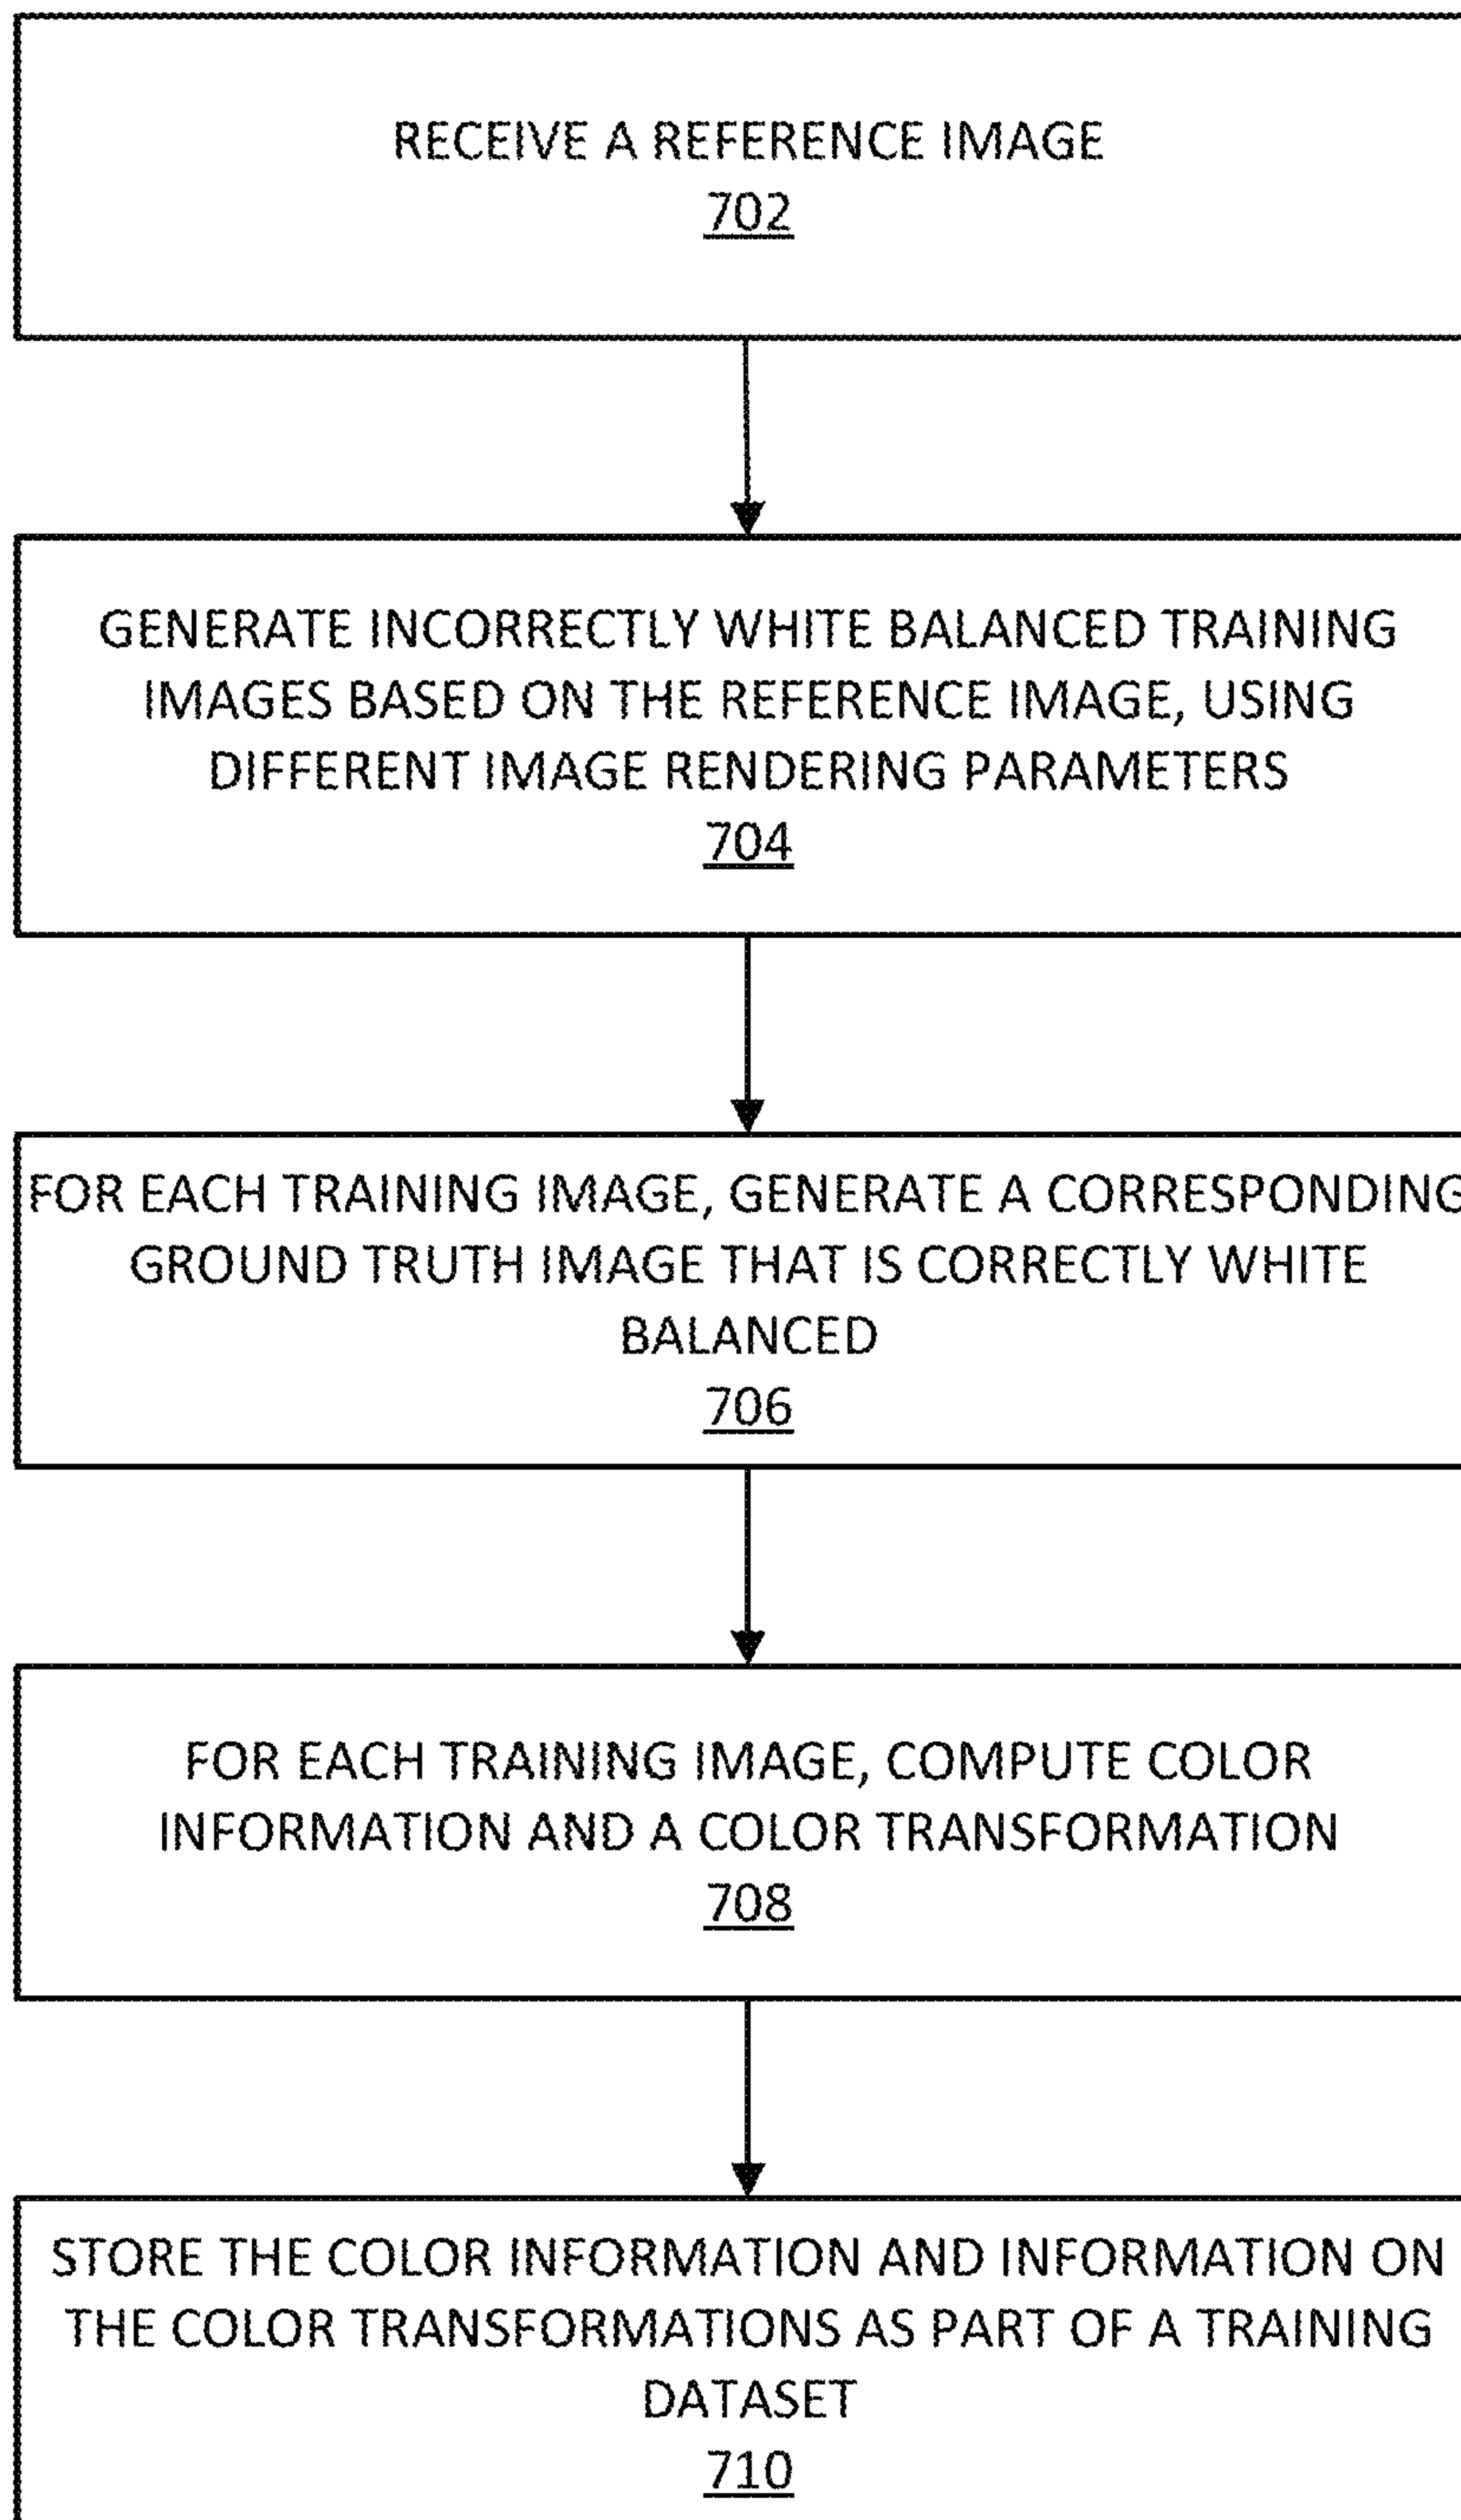 RECEIVE A REFERENCE IMAGE
702
GENERATE INCORRECTLY WHITE BALANCED TRAINING
IMAGES BASED ON THE REFERENCE IMAGE, USING
DIFFERENT IMAGE RENDERING PARAMETERS
704
FOR EACH TRAINING IMAGE, GENERATE A CORRESPONDING
GROUND TRUTH IMAGE THAT IS CORRECTLY WHITE
BALANCED
706
FOR EACH TRAINING IMAGE, COMPUTE COLOR
INFORMATION AND A COLOR TRANSFORMATION
708
STORE THE COLOR INFORMATION AND INFORMATION ON
THE COLOR TRANSFORMATIONS AS PART OF A TRAINING
DATASET
710